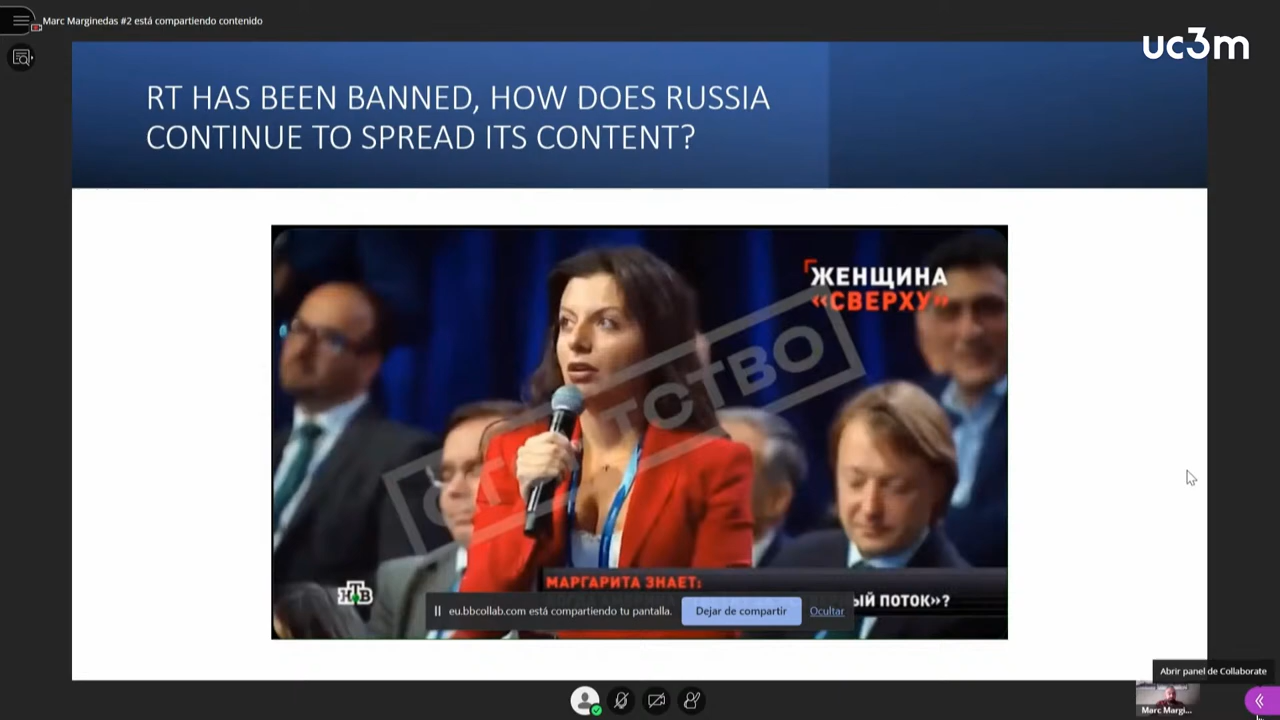 Marc Marginedas #2 está compartiendo contenido
uc3m
RT HAS BEEN BANNED, HOW DOES RUSSIA
CONTINUE TO SPREAD ITS CONTENT?
ЖЕНЩИНА
«СВЕРХУ»
НТВ
МАРГАРИТА ЗНАЕТ:
ЫЙ ПОТОК»?
eu.bbcollab.com está compartiendo tu pantalla.
Dejar de compartir
Ocultar
Abrir panel de Collaborate
Marc Margi...